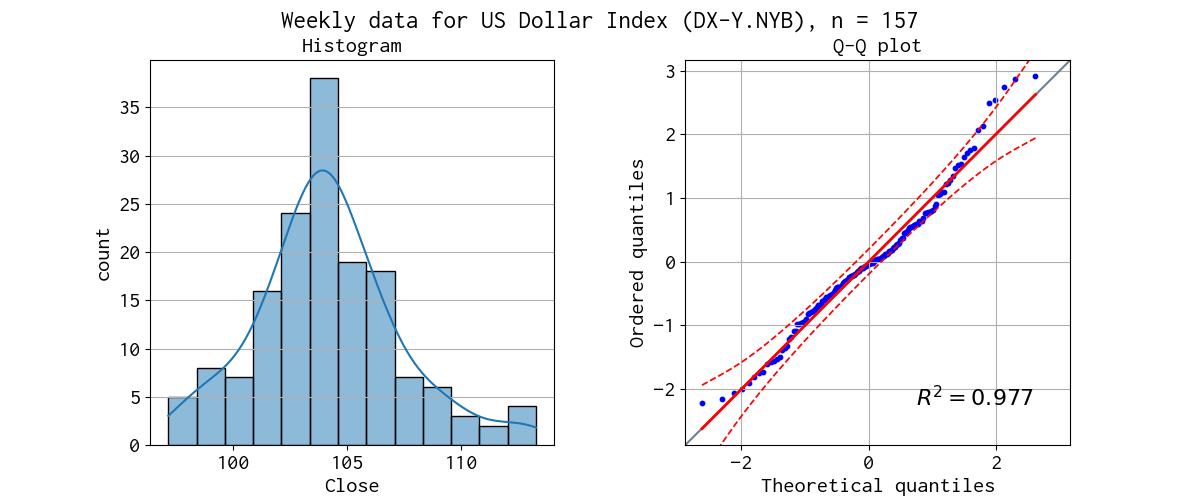 Weekly data for US Dollar Index (DX-Y.NYB), n = 157
Histogram
count
35
30
25
20
15
10
5
0
100 105 110
Close
Q-Q plot
Ordered quantiles
3
2
1
0
−1
−2
R² = 0.977
−2 0 2
Theoretical quantiles